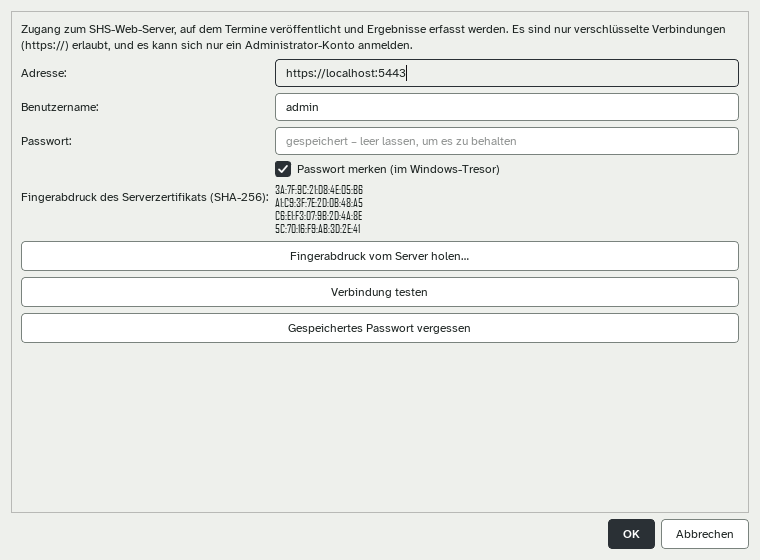 Zugang zum SHS-Web-Server, auf dem Termine veröffentlicht und Ergebnisse erfasst werden. Es sind nur verschlüsselte Verbindungen
(https://) erlaubt, und es kann sich nur ein Administrator-Konto anmelden.
Adresse:
https://localhost:5443
Benutzername:
admin
Passwort:
gespeichert – leer lassen, um es zu behalten
Passwort merken (im Windows-Tresor)
Fingerabdruck des Serverzertifikats (SHA-256):
3A:7F:9C:21:D8:4E:05:B6
A1:C9:3F:7E:2D:0B:48:A5
C6:E1:F3:07:9B:2D:4A:8E
5C:70:16:F9:AB:3D:2E:41
Fingerabdruck vom Server holen...
Verbindung testen
Gespeichertes Passwort vergessen
OK
Abbrechen